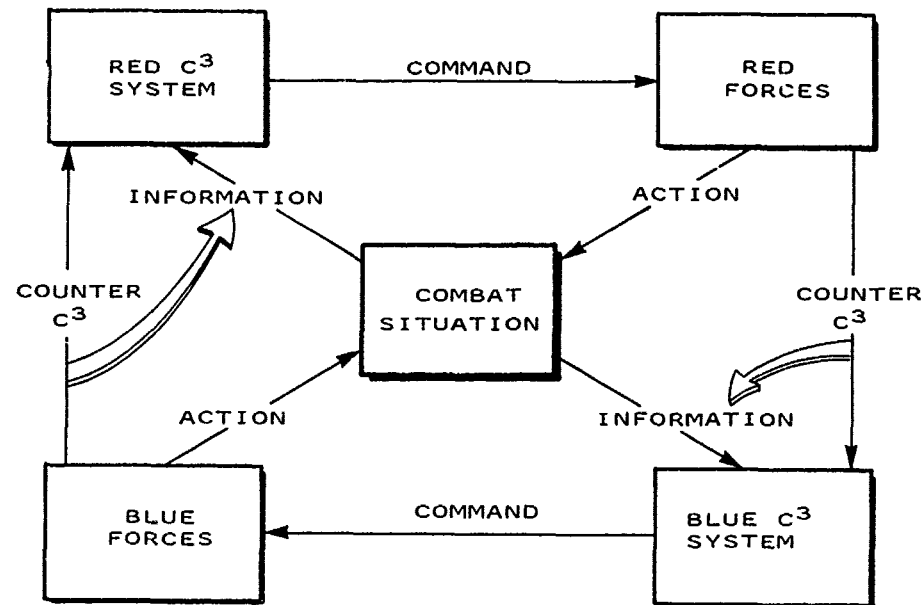 RED C³
SYSTEM
COMMAND
RED
FORCES
INFORMATION
ACTION
COUNTER
C³
COMBAT
SITUATION
COUNTER
C³
ACTION
INFORMATION
BLUE
FORCES
COMMAND
BLUE C³
SYSTEM